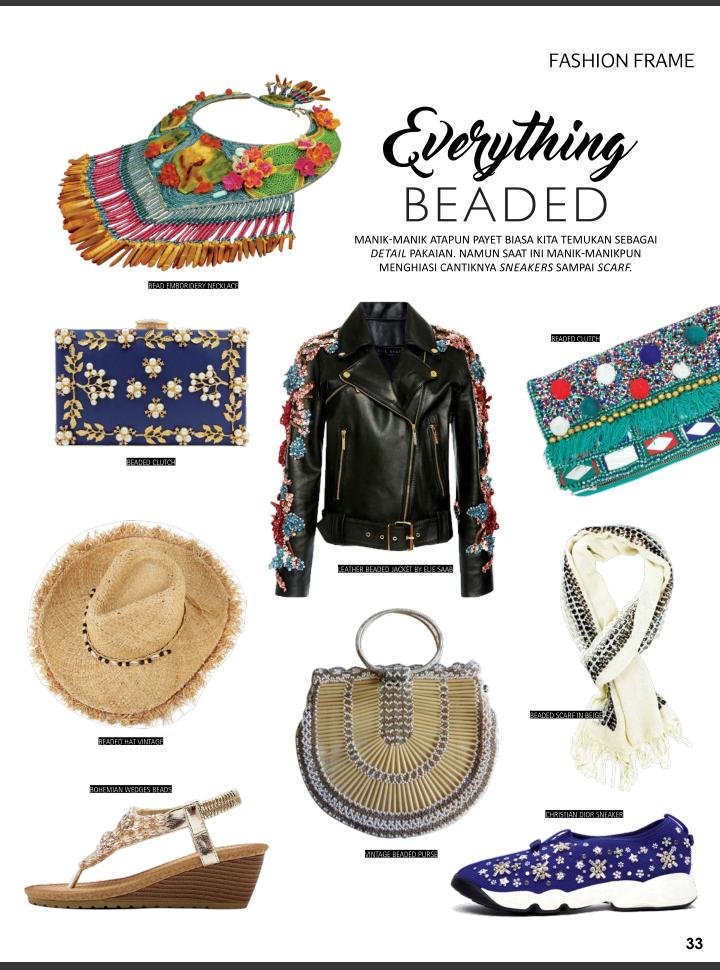 FASHION FRAME
Everything
BEADED
MANIK-MANIK ATAPUN PAYET BIASA KITA TEMUKAN SEBAGAI
DETAIL PAKAIAN. NAMUN SAAT INI MANIK-MANIKPUN
MENGHIASI CANTIKNYA SNEAKERS SAMPAI SCARF.
BEAD EMBORIDERY NECKLACE
BEADED CLUTCH
BEADED CLUTCH
LEATHER BEADED JACKET BY ELIE SAAB
BEADED SCARF IN BEIGE
BEADED HAT VINTAGE
BOHEMIAN WEDGES BEADS
CHRISTIAN DIOR SNEAKER
VINTAGE BEADED PURSE
33